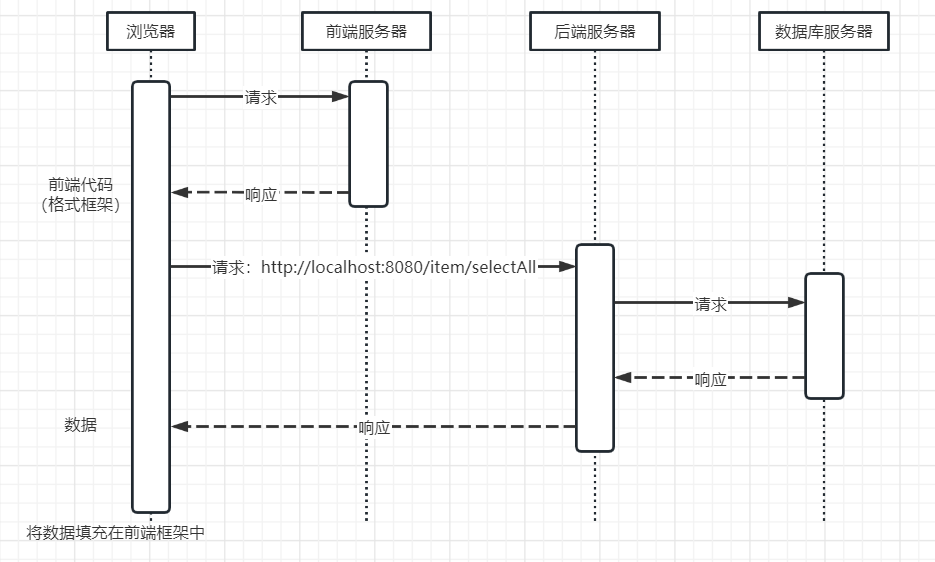 浏览器
前端服务器
后端服务器
数据库服务器
请求
前端代码
（格式框架）
响应
请求：http://localhost:8080/item/selectAll
请求
响应
数据
响应
将数据填充在前端框架中